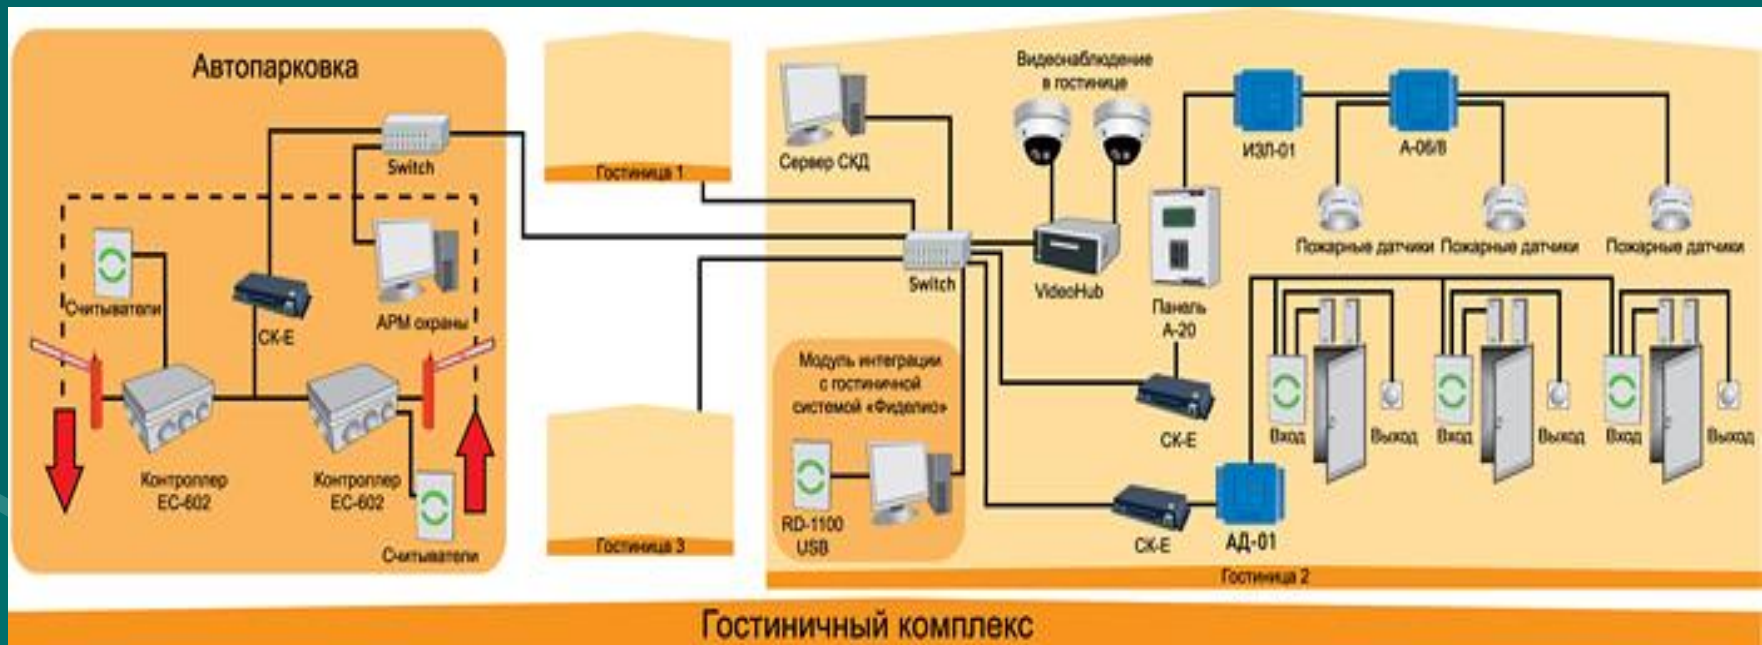 Автопарковка
Switch
Считыватели
СК-Е
АРМ охраны
Контроллер
ЕС-602
Контроллер
ЕС-602
Считыватели
Гостиница 1
Гостиница 3
Сервер СКД
Видеонаблюдение
в гостинице
Switch
VideoHub
Панель
А-20
ИЗЛ-01
А-06/8
Пожарные датчики
Пожарные датчики
Пожарные датчики
Модуль интеграции
с гостиничной
системой «Фиделио»
RD-1100
USB
СК-Е
СК-Е
АД-01
Вход
Выход
Вход
Выход
Вход
Выход
Гостиница 2
Гостиничный комплекс